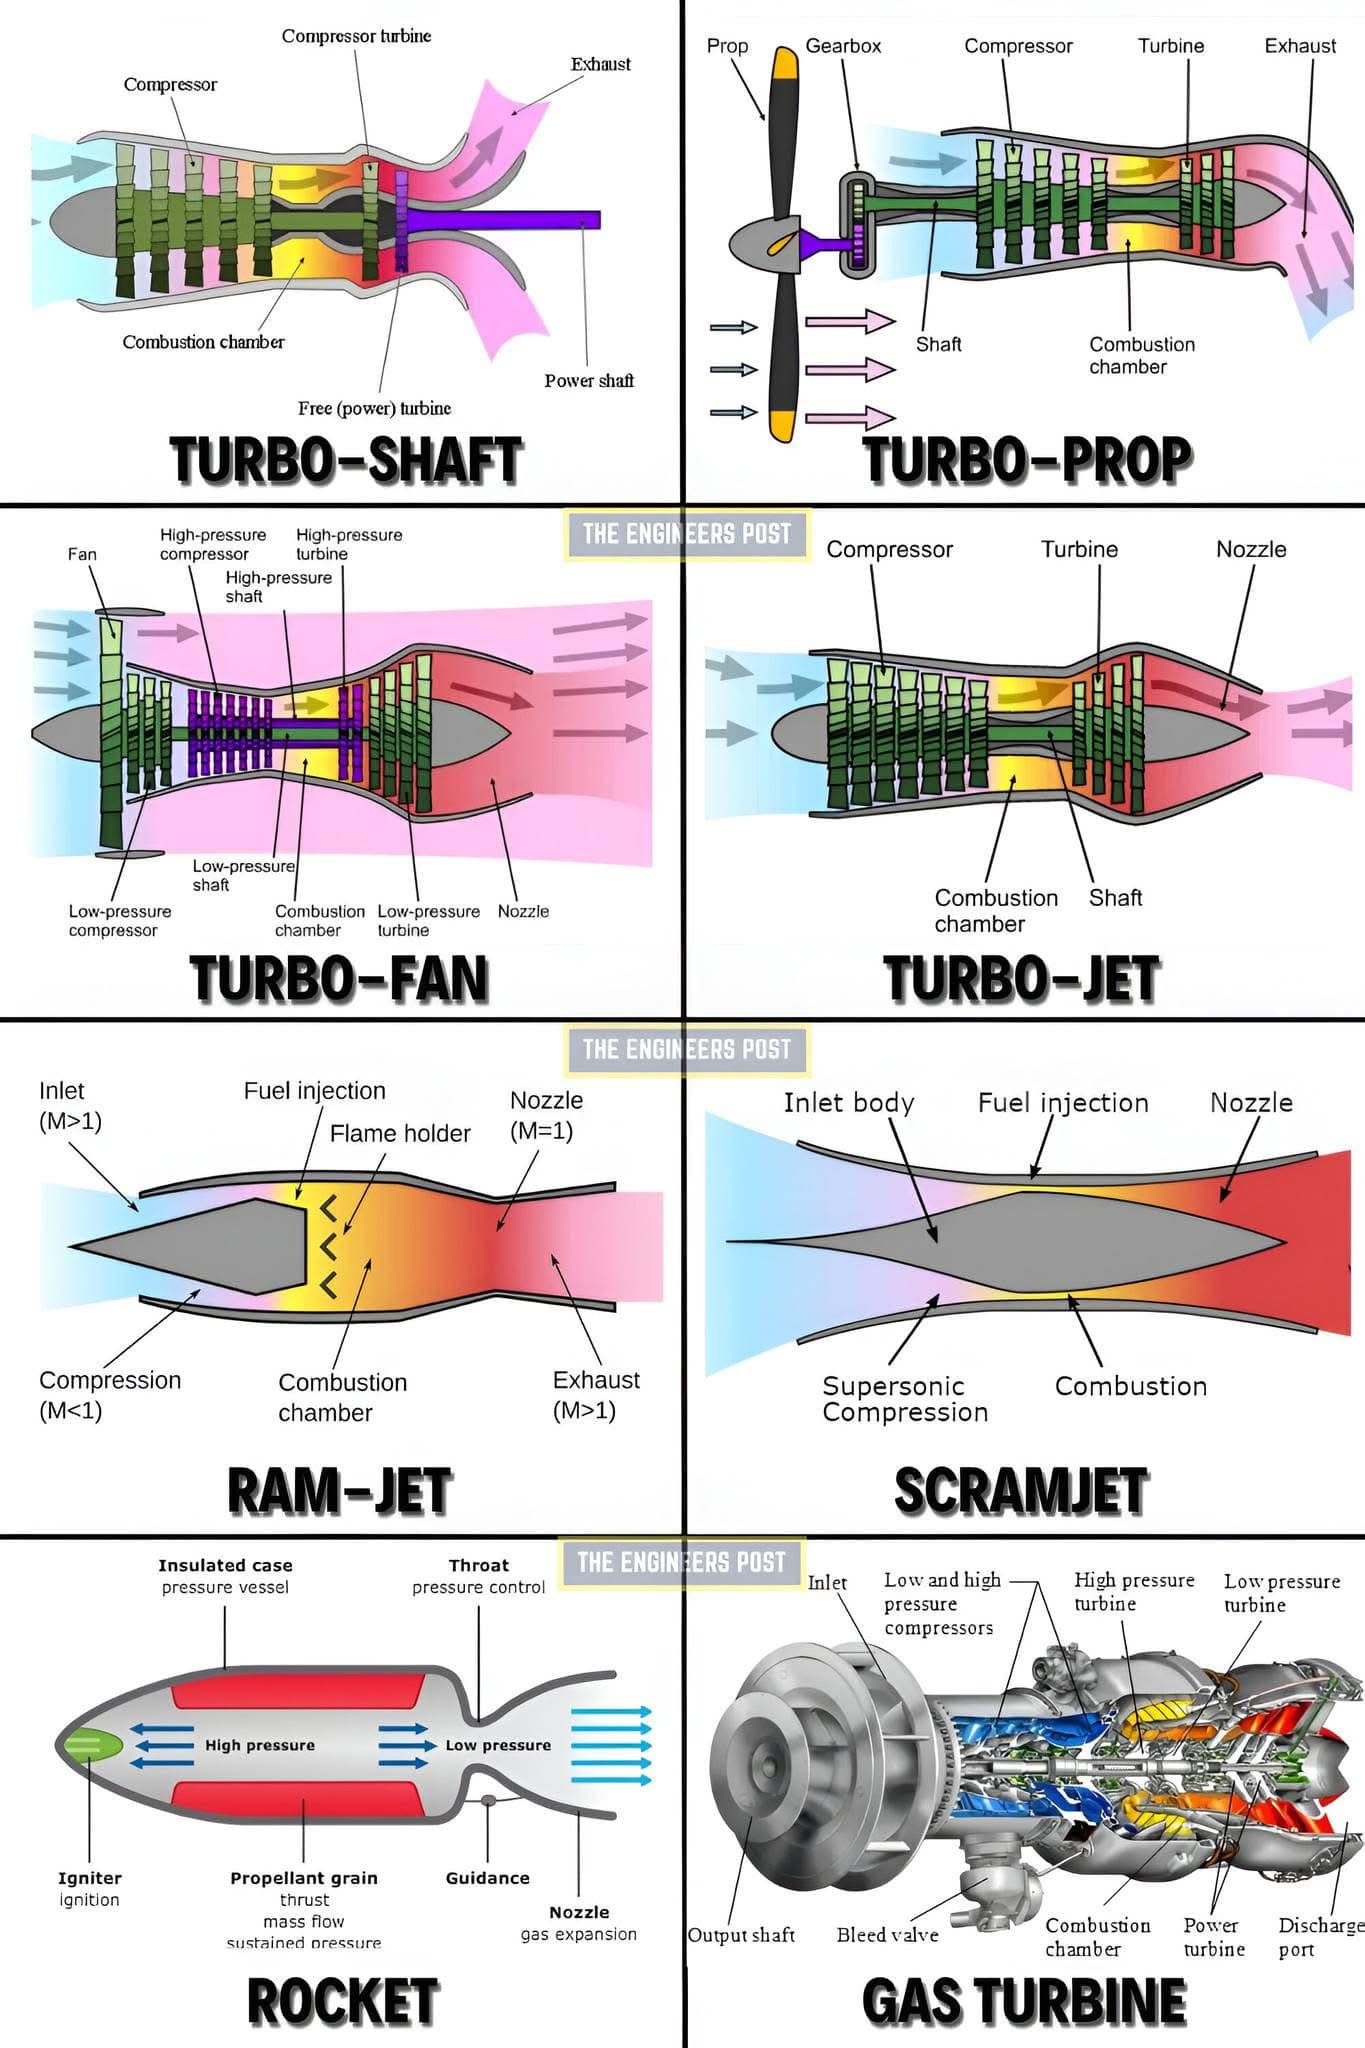 Compressor turbine
Exhaust
Compressor
Combustion chamber
Power shaft
Free (power) turbine
TURBO-SHAFT
Prop
Gearbox
Compressor
Turbine
Exhaust
Shaft
Combustion
chamber
TURBO-PROP
THE ENGINEERS POST
Fan
High-pressure
compressor
High-pressure
turbine
High-pressure
shaft
Low-pressure
shaft
Low-pressure
compressor
Combustion
chamber
Low-pressure
turbine
Nozzle
TURBO-FAN
Compressor
Turbine
Nozzle
Combustion
chamber
Shaft
TURBO-JET
THE ENGINEERS POST
Inlet
(M>1)
Fuel injection
Flame holder
Nozzle
(M=1)
Compression
(M<1)
Combustion
chamber
Exhaust
(M>1)
RAM-JET
Inlet body
Fuel injection
Nozzle
Supersonic
Compression
Combustion
SCRAMJET
THE ENGINEERS POST
Insulated case
pressure vessel
Throat
pressure control
High pressure
Low pressure
Igniter
ignition
Propellant grain
thrust
mass flow
sustained pressure
Guidance
Nozzle
gas expansion
ROCKET
Inlet
Low and high
pressure
compressors
High pressure
turbine
Low pressure
turbine
Output shaft
Bleed valve
Combustion
chamber
Power
turbine
Discharge
port
GAS TURBINE